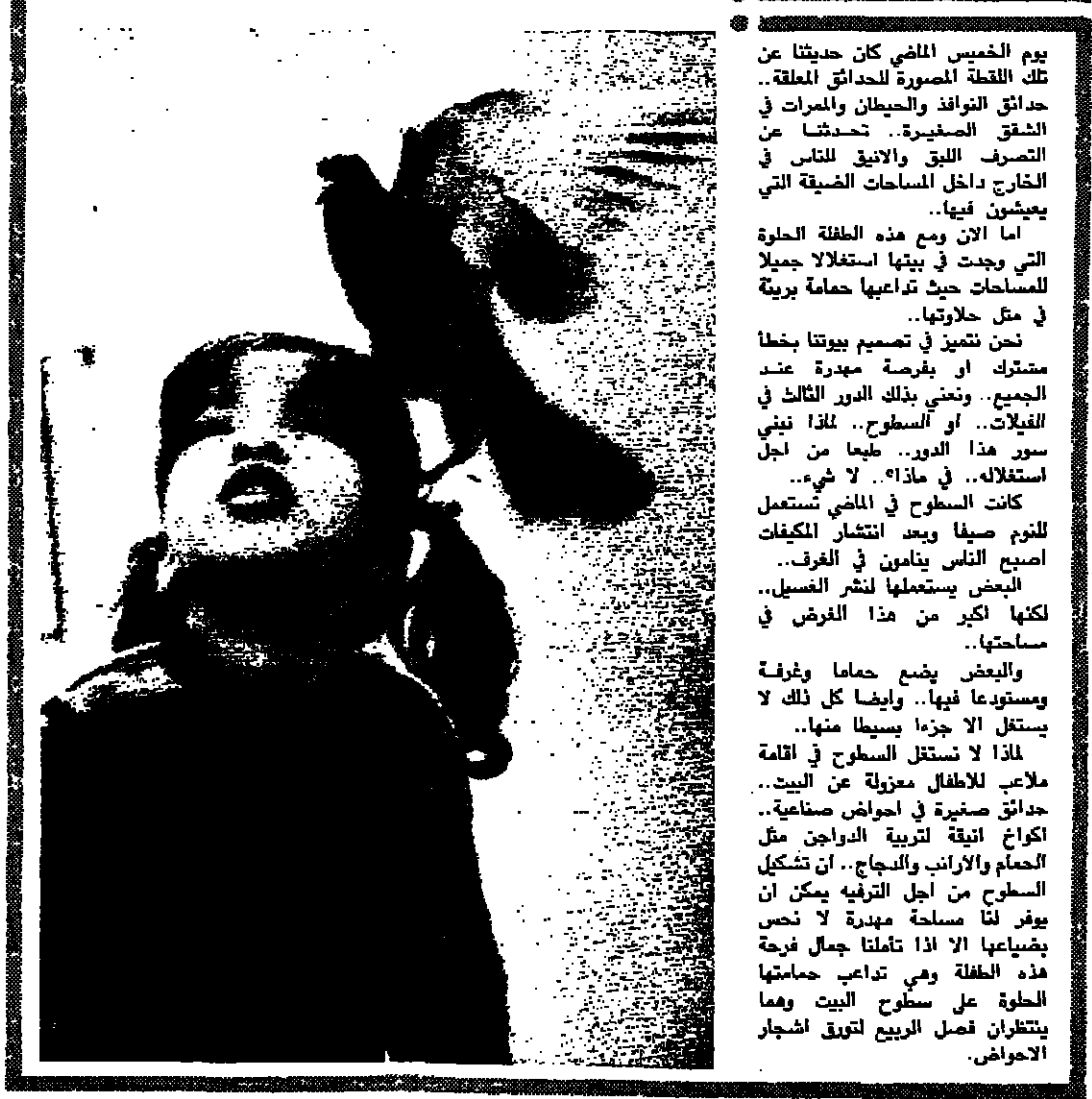 يوم الخميس الماضي كان حديثنا عن
تلك اللقطة المصورة للحدائق المعلقة..
حدائق النوافذ والحيطان والممرات في
الشقق الصغيرة.. تحدثنا عن
التصرف اللبق والانيق للناس في
الخارج داخل المساحات الضيقة التي
يعيشون فيها..
اما الان ومع هذه الطفلة الحلوة
التي وجدت في بيتها استغلالا جميلا
للمساحات حيث تداعبها حمامة بريئة
في مثل حلاوتها..
نحن نتميز في تصميم بيوتنا بخطأ
مشترك او بفرصة مهدرة عند
الجميع.. ونعني بذلك الدور الثالث في
الفيلات.. او السطوح.. لماذا نبني
سور هذا الدور.. طبعا من اجل
استغلاله.. في ماذا؟.. لا شيء..
كانت السطوح في الماضي تستعمل
للنوم صيفا وبعد انتشار المكيفات
اصبح الناس ينامون في الغرف..
البعض يستعملها لنشر الغسيل..
لكنها اكبر من هذا الغرض في
مساحتها..
والبعض يضع حماما وغرفة
ومستودعا فيها.. وايضا كل ذلك لا
يستغل الا جزءا بسيطا منها..
لماذا لا نستغل السطوح في اقامة
ملاعب للاطفال معزولة عن البيت..
حدائق صغيرة في احواض صناعية..
اكواخ انيقة لتربية الدواجن مثل
الحمام والارانب والدجاج.. ان تشكيل
السطوح من اجل الترفيه يمكن ان
يوفر لنا مساحة مهدرة لا نحس
بضياعها الا اذا تأملنا جمال فرحة
هذه الطفلة وهي تداعب حمامتها
الحلوة على سطوح البيت وهما
ينتظران فصل الربيع لتورق اشجار
الاحواض.